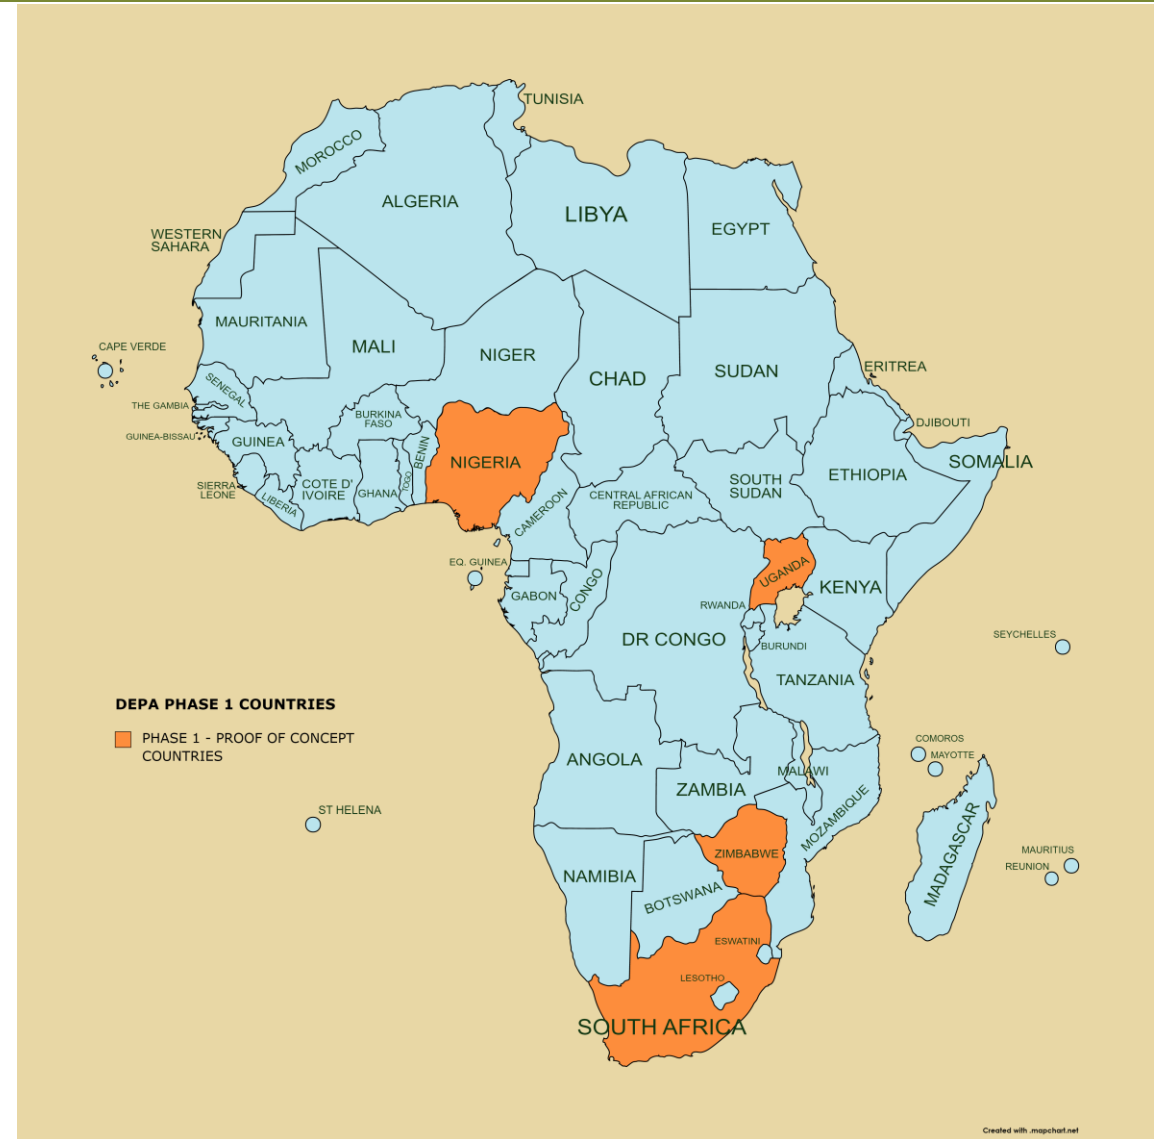 TUNISIA
MOROCCO
ALGERIA
LIBYA
EGYPT
WESTERN
SAHARA
MAURITANIA
MALI
NIGER
CHAD
SUDAN
ERITREA
CAPE VERDE
SENEGAL
THE GAMBIA
GUINEA-BISSAU
GUINEA
BURKINA
FASO
BENIN
TOGO
NIGERIA
DJIBOUTI
SOMALIA
ETHIOPIA
SOUTH
SUDAN
CENTRAL AFRICAN
REPUBLIC
CAMEROON
SIERRA
LEONE
LIBERIA
COTE D'
IVOIRE
GHANA
EQ. GUINEA
GABON
CONGO
UGANDA
KENYA
RWANDA
DR CONGO
BURUNDI
TANZANIA
SEYCHELLES
DEPA PHASE 1 COUNTRIES
PHASE 1 - PROOF OF CONCEPT
COUNTRIES
ANGOLA
ZAMBIA
MALAWI
MOZAMBIQUE
COMOROS
MAYOTTE
MADAGASCAR
ST HELENA
ZIMBABWE
NAMIBIA
BOTSWANA
MAURITIUS
REUNION
ESWATINI
LESOTHO
SOUTH AFRICA
Created with .mapchart.net